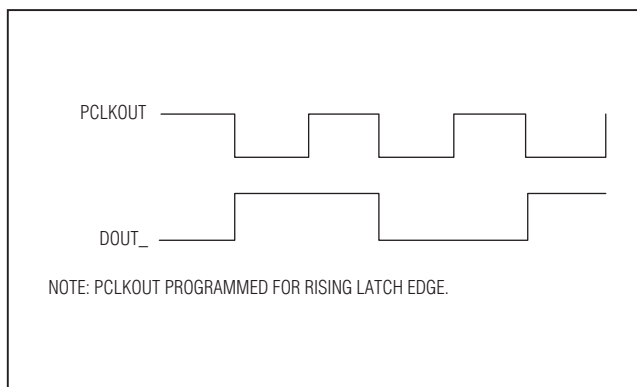 PCLKOUT
DOUT_
NOTE: PCLKOUT PROGRAMMED FOR RISING LATCH EDGE.